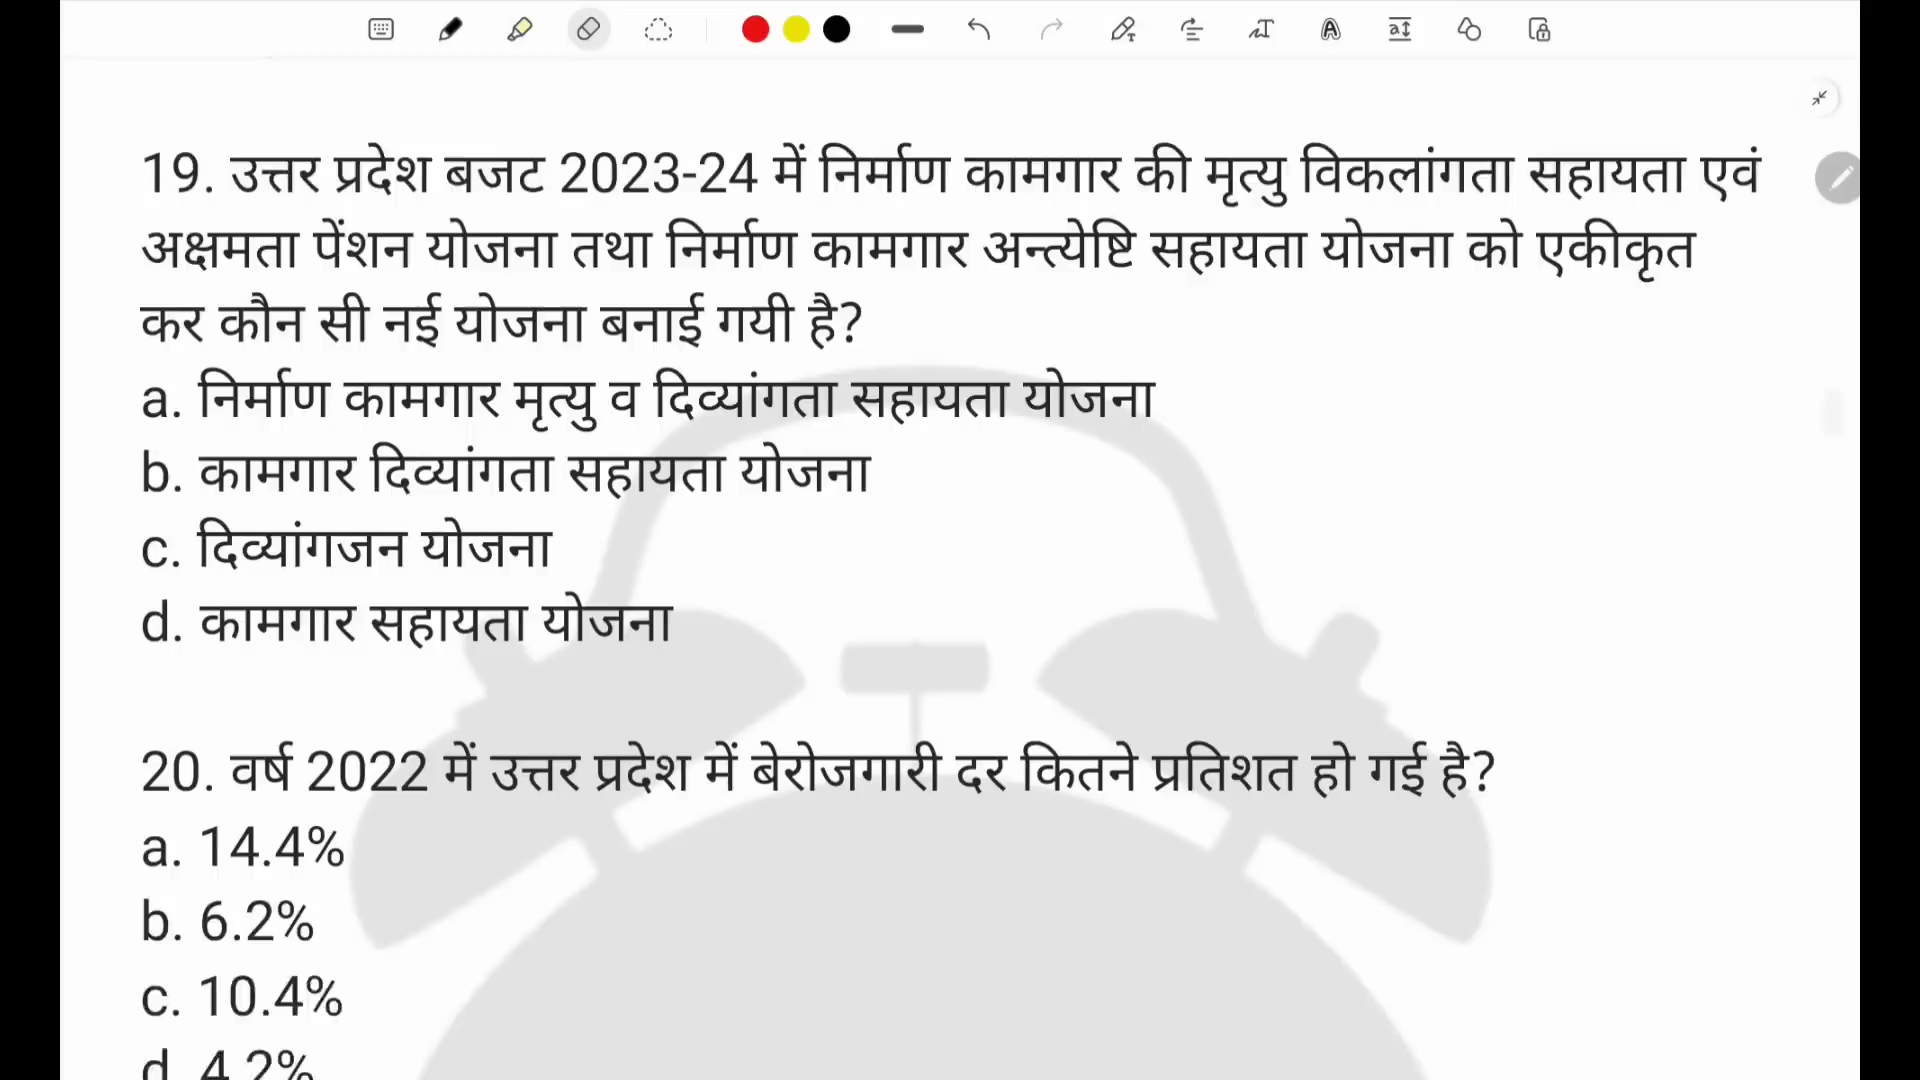 19. उत्तर प्रदेश बजट 2023-24 में निर्माण कामगार की मृत्यु विकलांगता सहायता एवं
अक्षमता पेंशन योजना तथा निर्माण कामगार अन्त्येष्टि सहायता योजना को एकीकृत
कर कौन सी नई योजना बनाई गयी है?
a. निर्माण कामगार मृत्यु व दिव्यांगता सहायता योजना
b. कामगार दिव्यांगता सहायता योजना
c. दिव्यांगजन योजना
d. कामगार सहायता योजना
20. वर्ष 2022 में उत्तर प्रदेश में बेरोजगारी दर कितने प्रतिशत हो गई है?
a. 14.4%
b. 6.2%
c. 10.4%
d. 4.2%